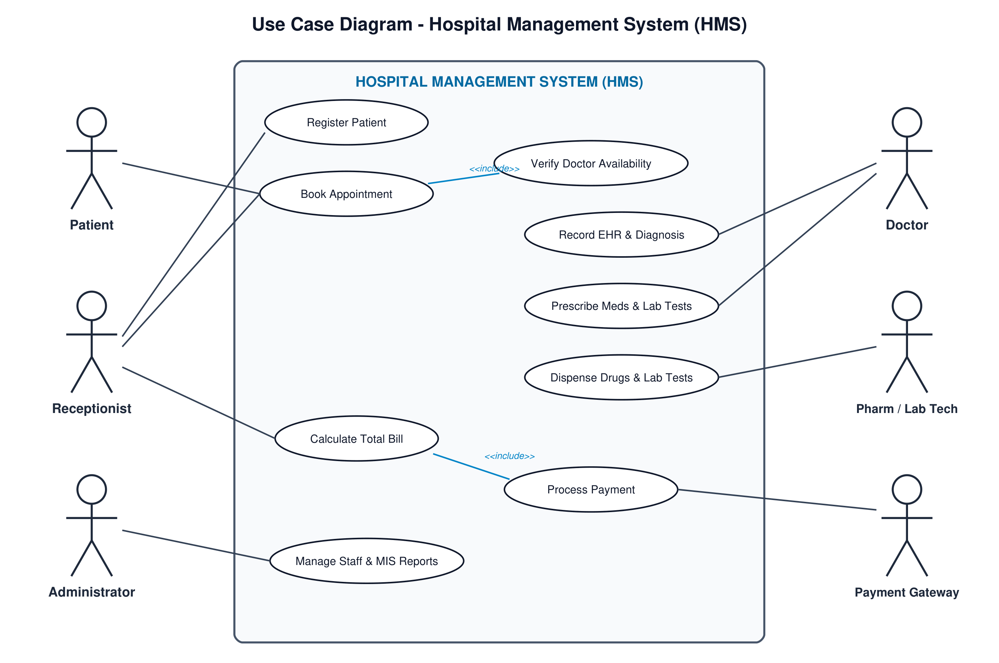 Use Case Diagram - Hospital Management System (HMS)
HOSPITAL MANAGEMENT SYSTEM (HMS)
Register Patient
Verify Doctor Availability
<<include>>
Book Appointment
Patient
Doctor
Record EHR & Diagnosis
Prescribe Meds & Lab Tests
Dispense Drugs & Lab Tests
Receptionist
Pharm / Lab Tech
Calculate Total Bill
<<include>>
Process Payment
Manage Staff & MIS Reports
Administrator
Payment Gateway